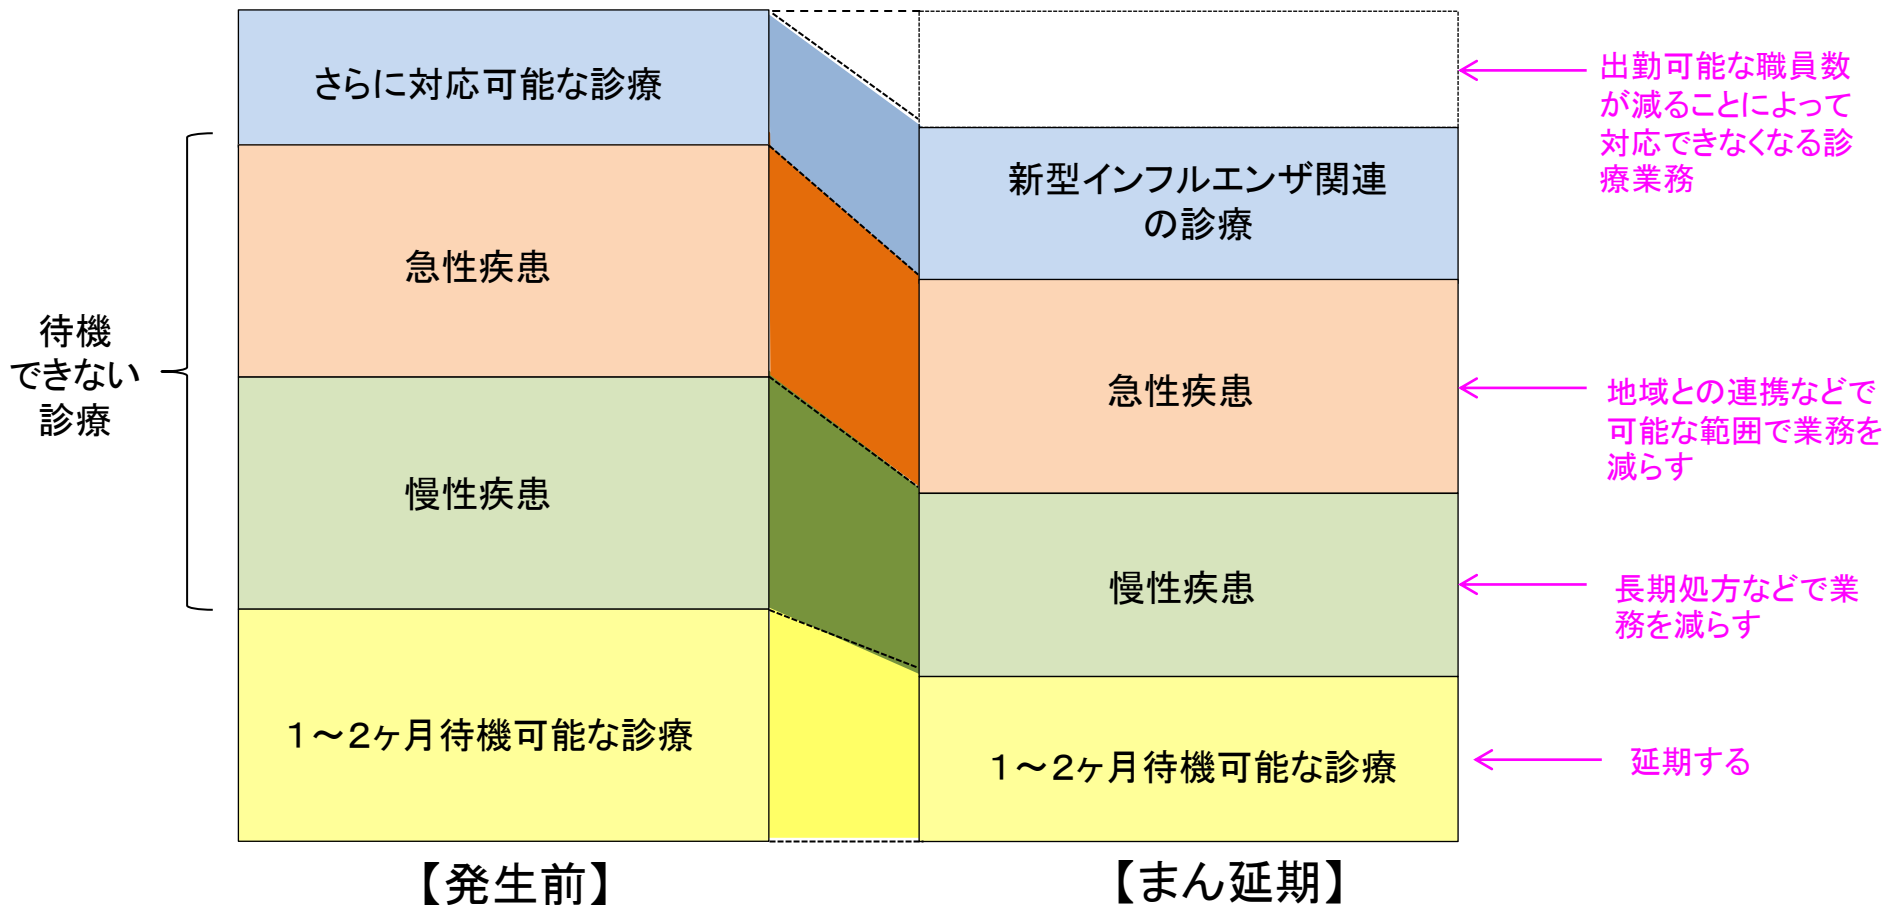 さらに対応可能な診療
急性疾患
慢性疾患
1～2ヶ月待機可能な診療
待機
できない
診療
【発生前】
新型インフルエンザ関連
の診療
急性疾患
慢性疾患
1～2ヶ月待機可能な診療
【まん延期】
出勤可能な職員数
が減ることによって
対応できなくなる診
療業務
地域との連携などで
可能な範囲で業務を
減らす
長期処方などで業
務を減らす
延期する